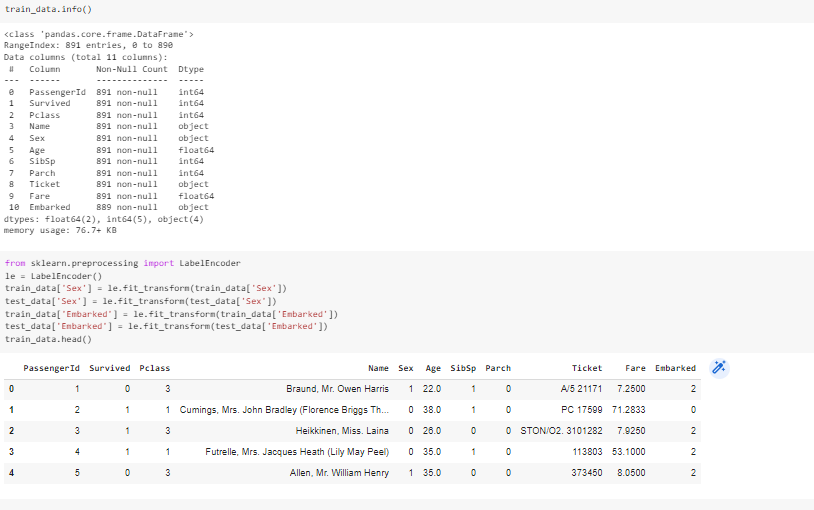 train_data.info()
<class 'pandas.core.frame.DataFrame'>
RangeIndex: 891 entries, 0 to 890
Data columns (total 11 columns):
 #   Column       Non-Null Count  Dtype
---  ------       --------------  -----
 0   PassengerId  891 non-null    int64
 1   Survived     891 non-null    int64
 2   Pclass       891 non-null    int64
 3   Name         891 non-null    object
 4   Sex          891 non-null    object
 5   Age          891 non-null    float64
 6   SibSp        891 non-null    int64
 7   Parch        891 non-null    int64
 8   Ticket       891 non-null    object
 9   Fare         891 non-null    float64
 10  Embarked     889 non-null    object
dtypes: float64(2), int64(5), object(4)
memory usage: 76.7+ KB
from sklearn.preprocessing import LabelEncoder
le = LabelEncoder()
train_data['Sex'] = le.fit_transform(train_data['Sex'])
test_data['Sex'] = le.fit_transform(test_data['Sex'])
train_data['Embarked'] = le.fit_transform(train_data['Embarked'])
test_data['Embarked'] = le.fit_transform(test_data['Embarked'])
train_data.head()
PassengerId Survived Pclass Name Sex Age SibSp Parch Ticket Fare Embarked
0 1 0 3 Braund, Mr. Owen Harris 1 22.0 1 0 A/5 21171 7.2500 2
1 2 1 1 Cumings, Mrs. John Bradley (Florence Briggs Th... 0 38.0 1 0 PC 17599 71.2833 0
2 3 1 3 Heikkinen, Miss. Laina 0 26.0 0 0 STON/O2. 3101282 7.9250 2
3 4 1 1 Futrelle, Mrs. Jacques Heath (Lily May Peel) 0 35.0 1 0 113803 53.1000 2
4 5 0 3 Allen, Mr. William Henry 1 35.0 0 0 373450 8.0500 2